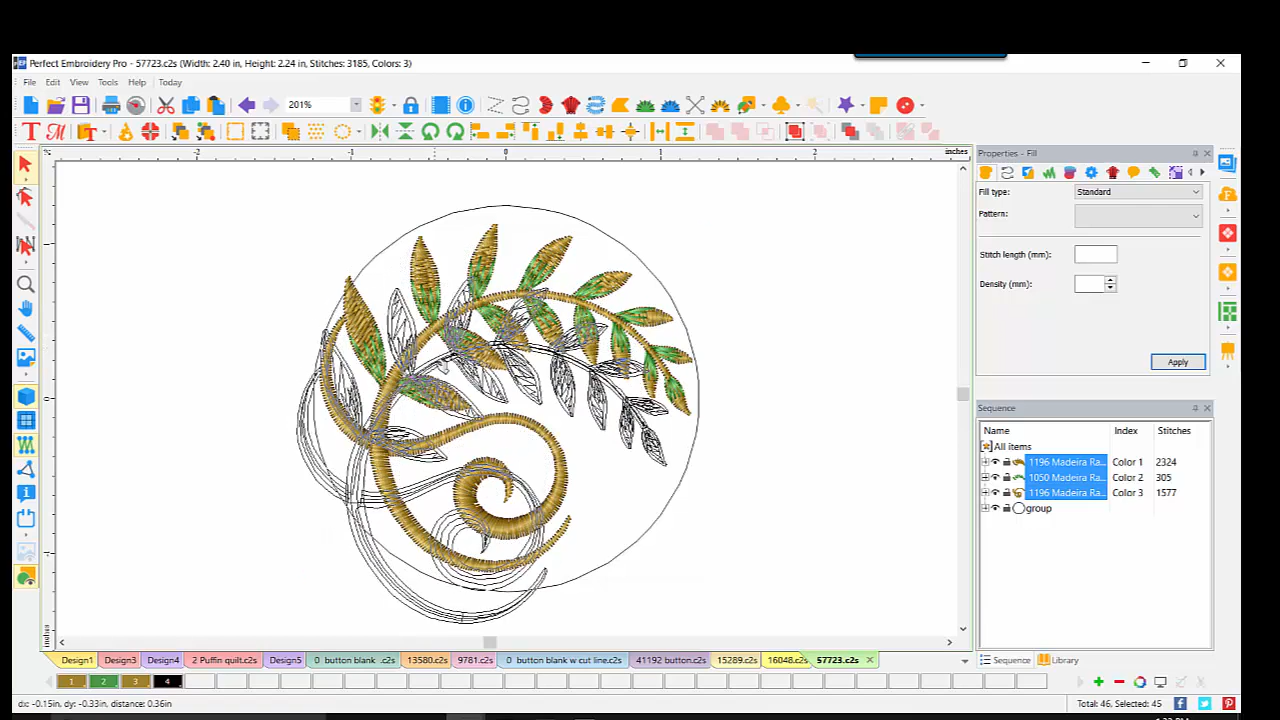 Perfect Embroidery Pro - 57723.c2s (Width: 2.40 in, Height: 2.24 in, Stitches: 3185, Colors: 3)
File Edit View Tools Help Today
201%
-2 -1 0 1 2 inches
Properties - Fill
Fill type: Standard
Pattern:
Stitch length (mm):
Density (mm):
Apply
Sequence
Name Index Stitches
All items
1196 Madeira Ra... Color 1 2324
1050 Madeira Ra... Color 2 305
1196 Madeira Ra... Color 3 1577
group
Design1 Design3 Design4 2 Puffin quilt.c2s Design5 0 button blank .c2s 13580.c2s 9781.c2s 0 button blank w cut line.c2s 41192 button.c2s 15289.c2s 16048.c2s 57723.c2s
Sequence Library
1 2 3 4
dx: -0.15in, dy: -0.33in, distance: 0.36in
Total: 46, Selected: 45